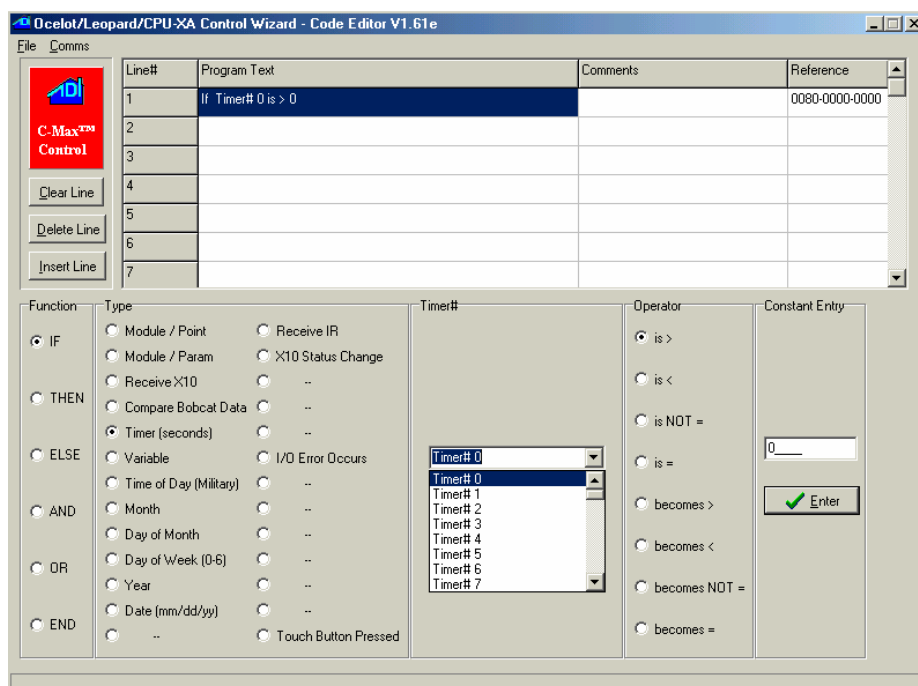 Ocelot/Leopard/CPU-XA Control Wizard - Code Editor V1.61e
File Comms
ADI
C-Max™
Control
Clear Line
Delete Line
Insert Line
Line# Program Text Comments Reference
1 If Timer# 0 is > 0 0080-0000-0000
2
3
4
5
6
7
Function
IF
THEN
ELSE
AND
OR
END
Type
Module / Point
Module / Param
Receive X10
Compare Bobcat Data
Timer (seconds)
Variable
Time of Day (Military)
Month
Day of Month
Day of Week (0-6)
Year
Date (mm/dd/yy)
--
Receive IR
X10 Status Change
--
--
--
I/O Error Occurs
--
--
--
--
--
--
Touch Button Pressed
Timer#
Timer# 0
Timer# 0
Timer# 1
Timer# 2
Timer# 3
Timer# 4
Timer# 5
Timer# 6
Timer# 7
Operator
is >
is <
is NOT =
is =
becomes >
becomes <
becomes NOT =
becomes =
Constant Entry
0____
Enter